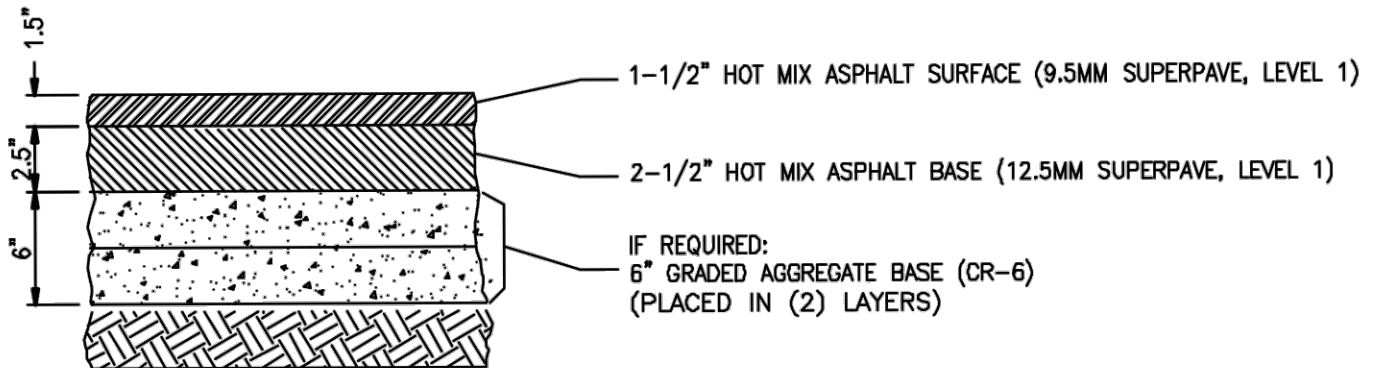 1.5"
1-1/2" HOT MIX ASPHALT SURFACE (9.5MM SUPERPAVE, LEVEL 1)
2.5"
2-1/2" HOT MIX ASPHALT BASE (12.5MM SUPERPAVE, LEVEL 1)
6"
IF REQUIRED:
6" GRADED AGGREGATE BASE (CR-6)
(PLACED IN (2) LAYERS)